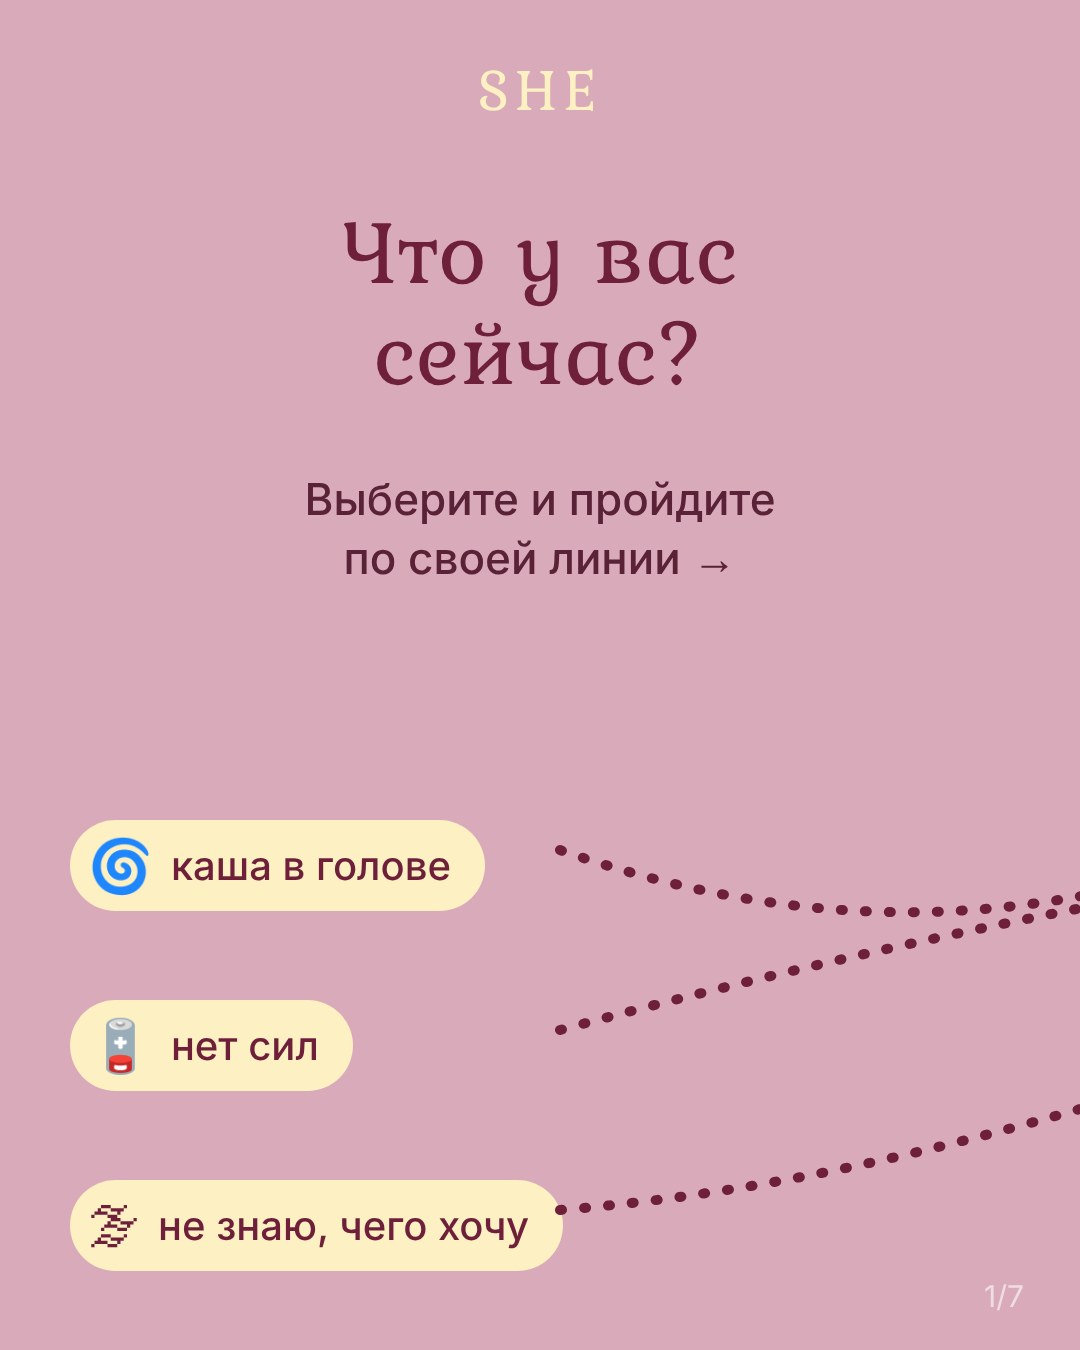 SHE
Что у вас
сейчас?
Выберите и пройдите
по своей линии →
каша в голове
нет сил
не знаю, чего хочу
1/7